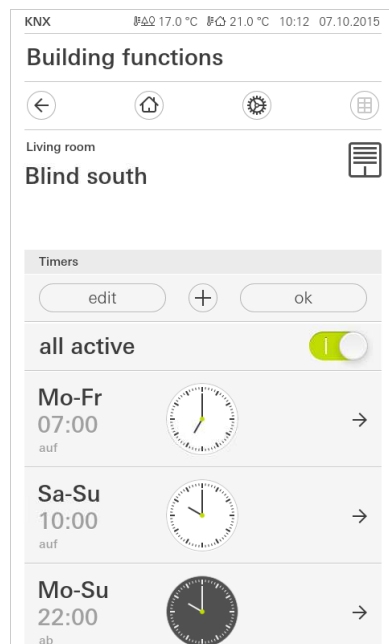 KNX 17.0 °C 21.0 °C 10:12 07.10.2015
Building functions
Living room
Blind south
Timers
edit + ok
all active
Mo-Fr
07:00
auf
Sa-Su
10:00
auf
Mo-Su
22:00
ab